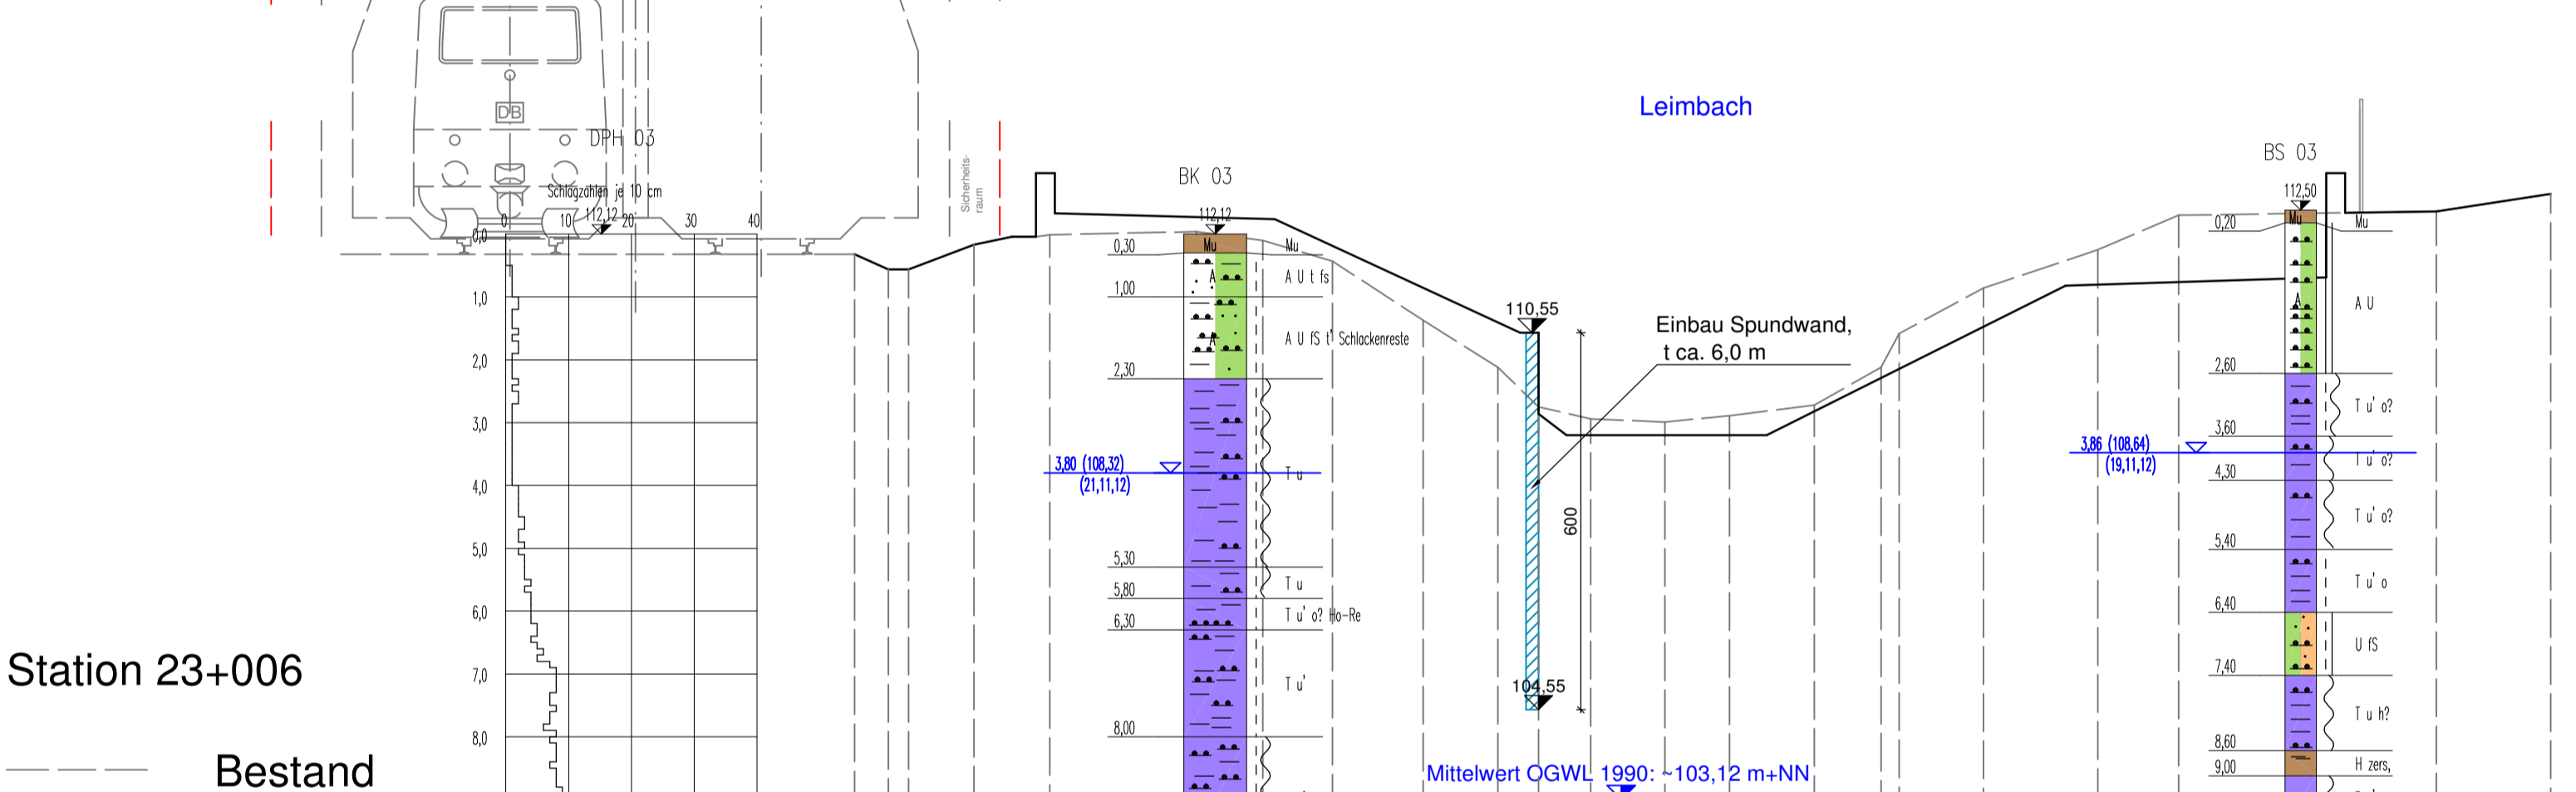 Leimbach
DB
DPH 03
Schlagzahlen je 10 cm
112,12
0
10
20
30
40
0,0
1,0
2,0
3,0
4,0
5,0
6,0
7,0
8,0
Sicherheits-
raum
BK 03
112,12
Mu
0,30
Mu
A
A U t fs
1,00
A
A U fS t' Schlackenreste
2,30
3,80 (108,32)
(21,11,12)
T u
5,30
T u
5,80
T u' o? Ho-Re
6,30
T u'
8,00
110,55
Einbau Spundwand,
t ca. 6,0 m
600
104,55
Mittelwert OGWL 1990: ~103,12 m+NN
BS 03
112,50
Mu
0,20
Mu
A
A U
2,60
T u' o?
3,60
3,86 (108,64)
(19,11,12)
T u' o?
4,30
T u' o?
5,40
T u' o
6,40
U fS
7,40
T u h?
8,60
H zers,
9,00
Station 23+006
Bestand